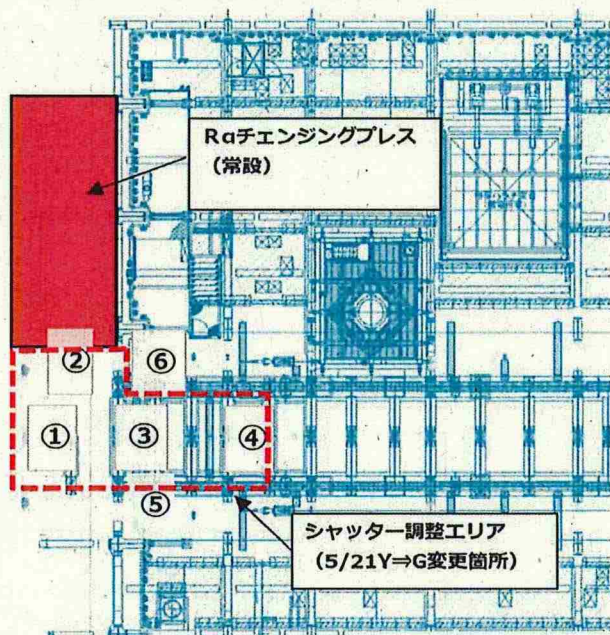 Rαチェンジングプレス
(常設)
②
⑥
①
③
④
⑤
シャッター調整エリア
(5/21Y⇒G変更箇所)